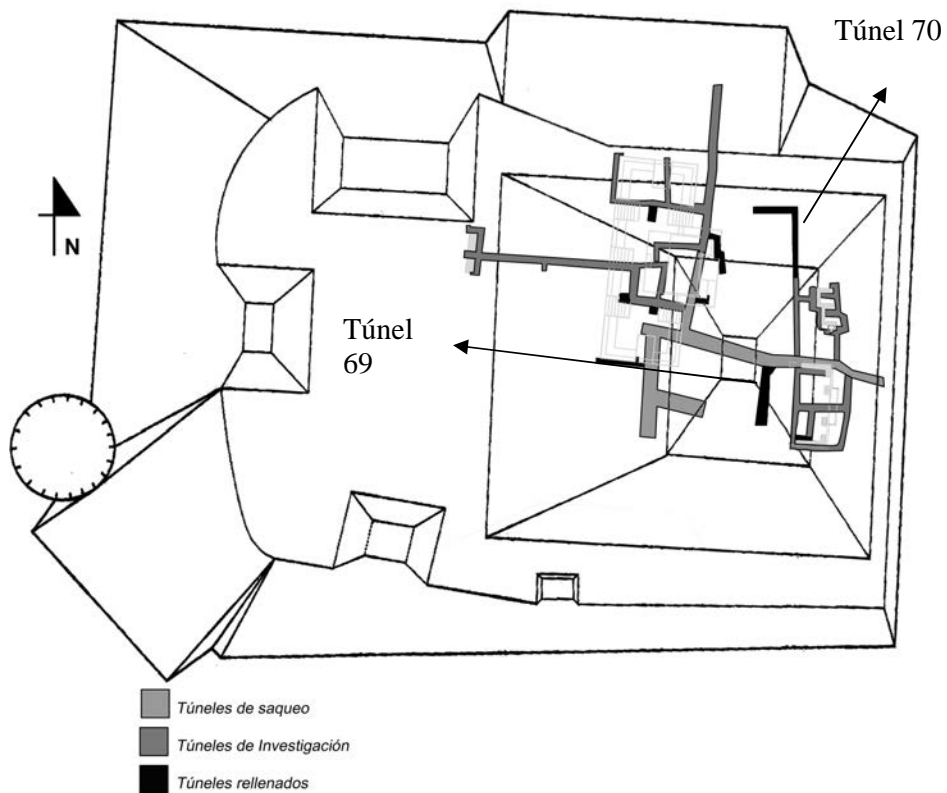 Túnel 70
N
Túnel
69
Túneles de saqueo
Túneles de Investigación
Túneles rellenados